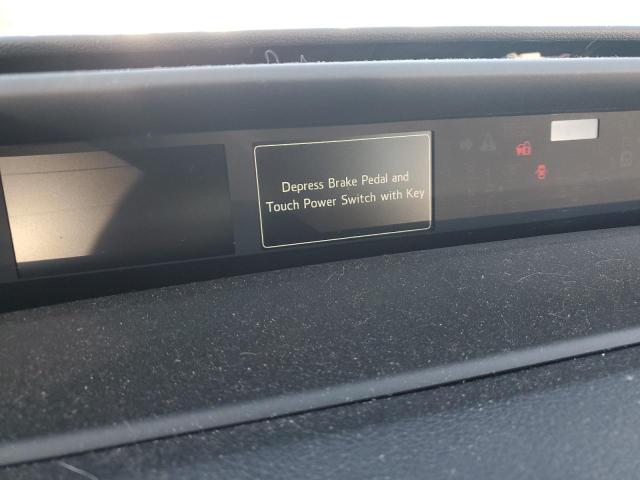 Depress Brake Pedal and
Touch Power Switch with Key